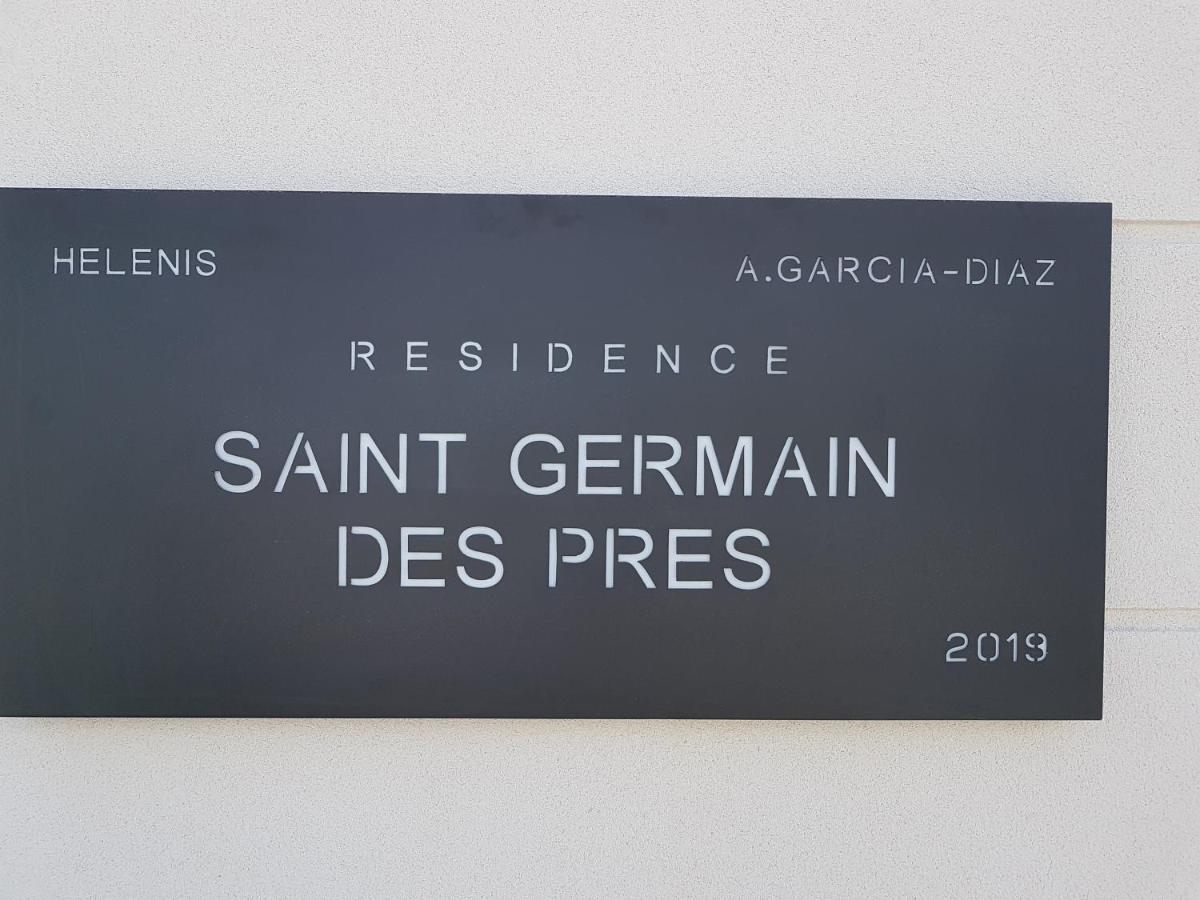 HELENIS
A.GARCIA-DIAZ
RESIDENCE
SAINT GERMAIN
DES PRES
2019